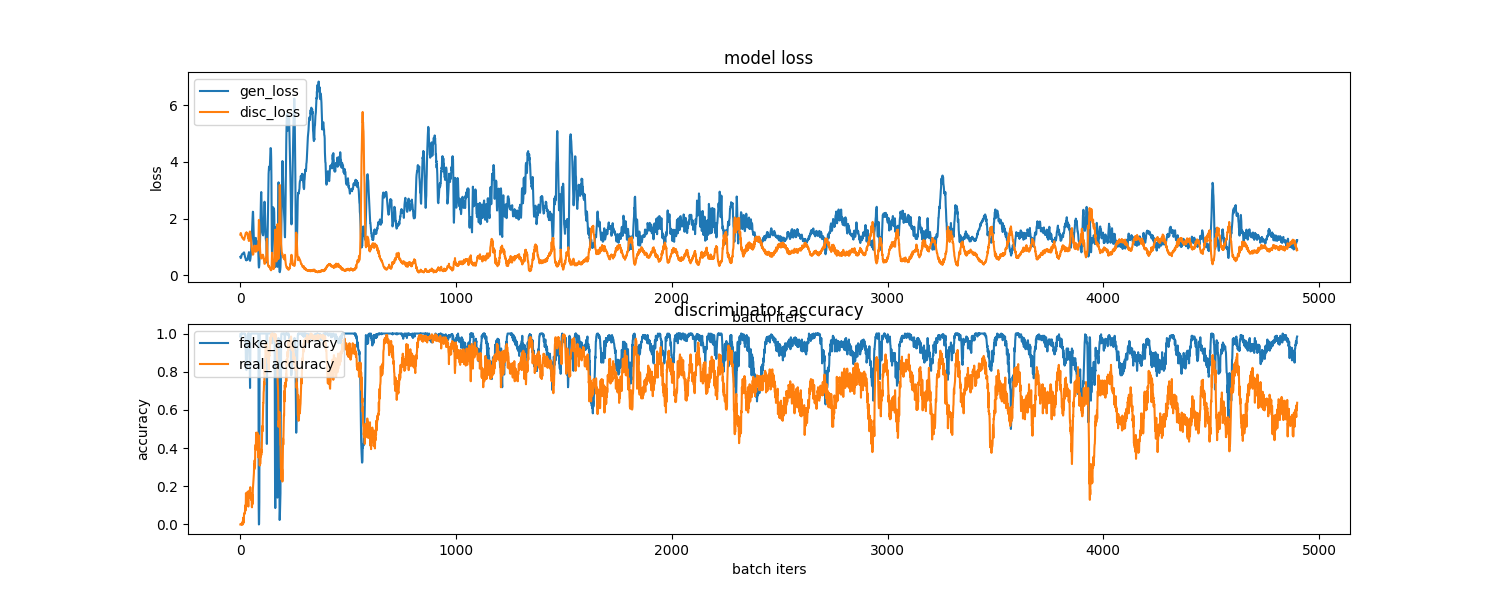 model loss
gen_loss
disc_loss
loss
6
4
2
0
0 1000 2000 3000 4000 5000
batch iters
discriminator accuracy
fake_accuracy
real_accuracy
accuracy
1.0
0.8
0.6
0.4
0.2
0.0
0 1000 2000 3000 4000 5000
batch iters